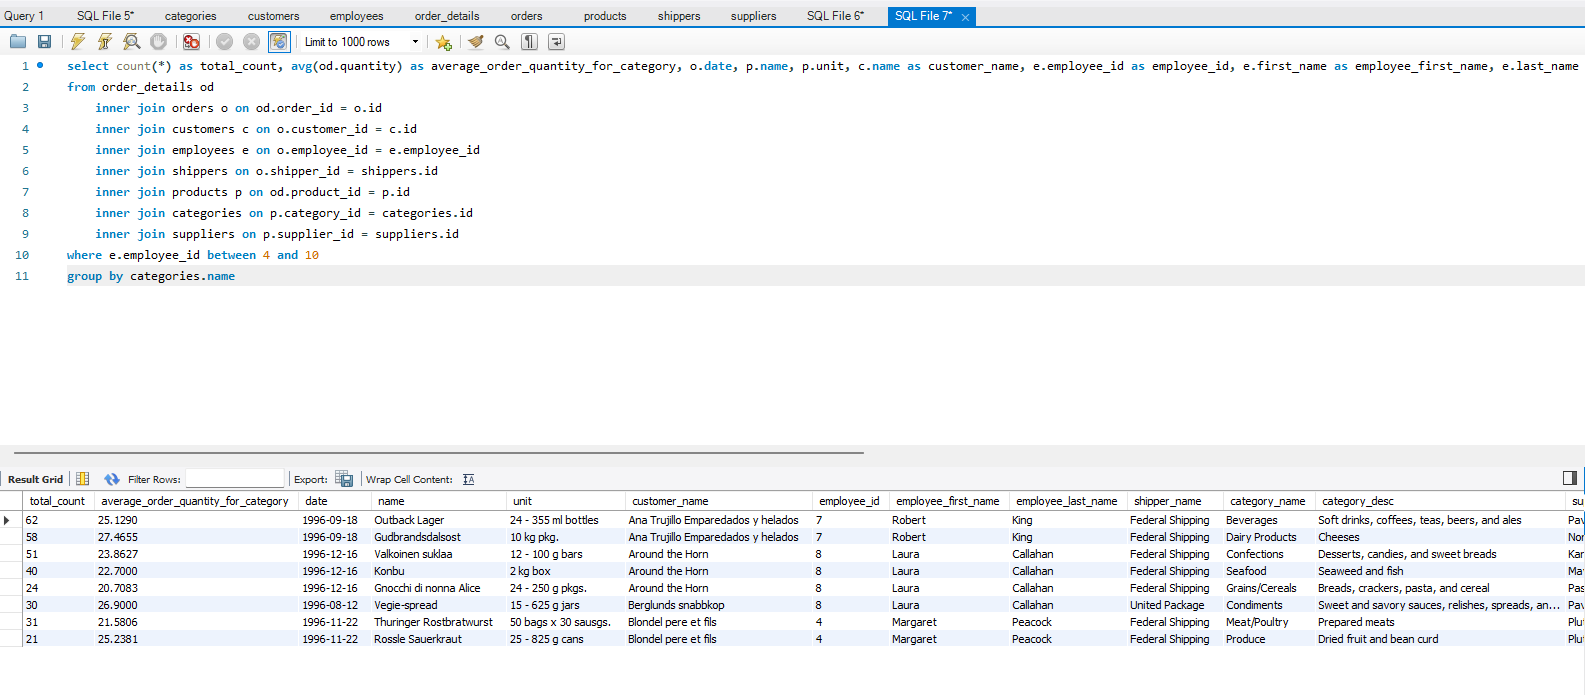 Query 1 SQL File 5* categories customers employees order_details orders products shippers suppliers SQL File 6* SQL File 7*
Limit to 1000 rows
1 select count(*) as total_count, avg(od.quantity) as average_order_quantity_for_category, o.date, p.name, p.unit, c.name as customer_name, e.employee_id as employee_id, e.first_name as employee_first_name, e.last_name
2 from order_details od
3 inner join orders o on od.order_id = o.id
4 inner join customers c on o.customer_id = c.id
5 inner join employees e on o.employee_id = e.employee_id
6 inner join shippers on o.shipper_id = shippers.id
7 inner join products p on od.product_id = p.id
8 inner join categories on p.category_id = categories.id
9 inner join suppliers on p.supplier_id = suppliers.id
10 where e.employee_id between 4 and 10
11 group by categories.name
Result Grid Filter Rows: Export: Wrap Cell Content:
total_count average_order_quantity_for_category date name unit customer_name employee_id employee_first_name employee_last_name shipper_name category_name category_desc su
62 25.1290 1996-09-18 Outback Lager 24 - 355 ml bottles Ana Trujillo Emparedados y helados 7 Robert King Federal Shipping Beverages Soft drinks, coffees, teas, beers, and ales Pav
58 27.4655 1996-09-18 Gudbrandsdalsost 10 kg pkg. Ana Trujillo Emparedados y helados 7 Robert King Federal Shipping Dairy Products Cheeses Nor
51 23.8627 1996-12-16 Valkoinen suklaa 12 - 100 g bars Around the Horn 8 Laura Callahan Federal Shipping Confections Desserts, candies, and sweet breads Kar
40 22.7000 1996-12-16 Konbu 2 kg box Around the Horn 8 Laura Callahan Federal Shipping Seafood Seaweed and fish Ma
24 20.7083 1996-12-16 Gnocchi di nonna Alice 24 - 250 g pkgs. Around the Horn 8 Laura Callahan Federal Shipping Grains/Cereals Breads, crackers, pasta, and cereal Pas
30 26.9000 1996-08-12 Vegie-spread 15 - 625 g jars Berglunds snabbkop 8 Laura Callahan United Package Condiments Sweet and savory sauces, relishes, spreads, an... Pav
31 21.5806 1996-11-22 Thuringer Rostbratwurst 50 bags x 30 sausgs. Blondel pere et fils 4 Margaret Peacock Federal Shipping Meat/Poultry Prepared meats Plu
21 25.2381 1996-11-22 Rossle Sauerkraut 25 - 825 g cans Blondel pere et fils 4 Margaret Peacock Federal Shipping Produce Dried fruit and bean curd Plu